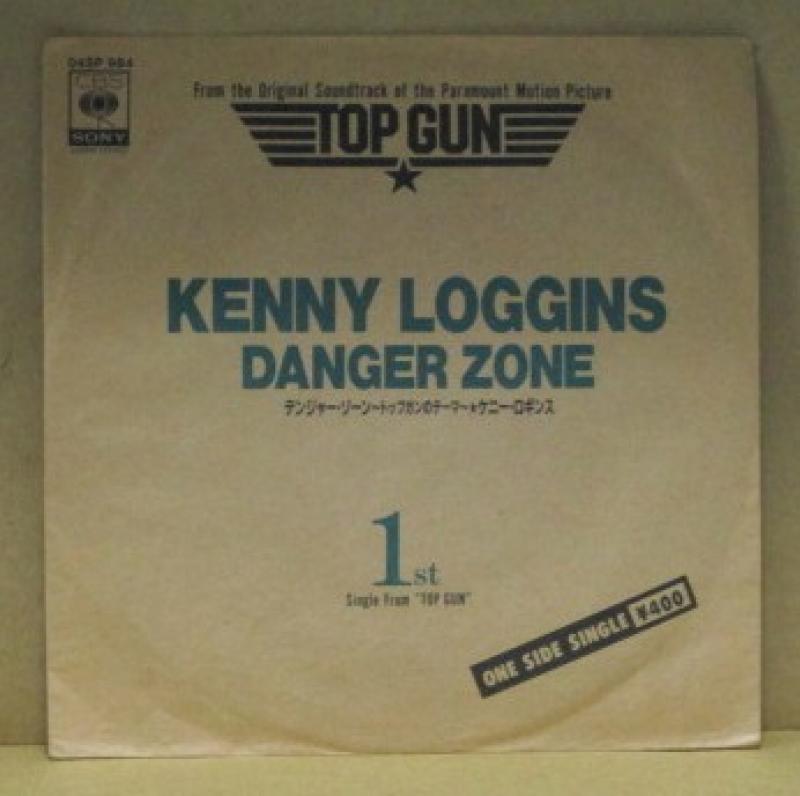 04SP 984
CBS
SONY
From the Original Soundtrack of the Paramount Motion Picture
TOP GUN
KENNY LOGGINS
DANGER ZONE
デンジャー・ゾーン〜トップガンのテーマ〜★ケニー・ロギンス
1st
Single From "TOP GUN"
ONE SIDE SINGLE ¥400